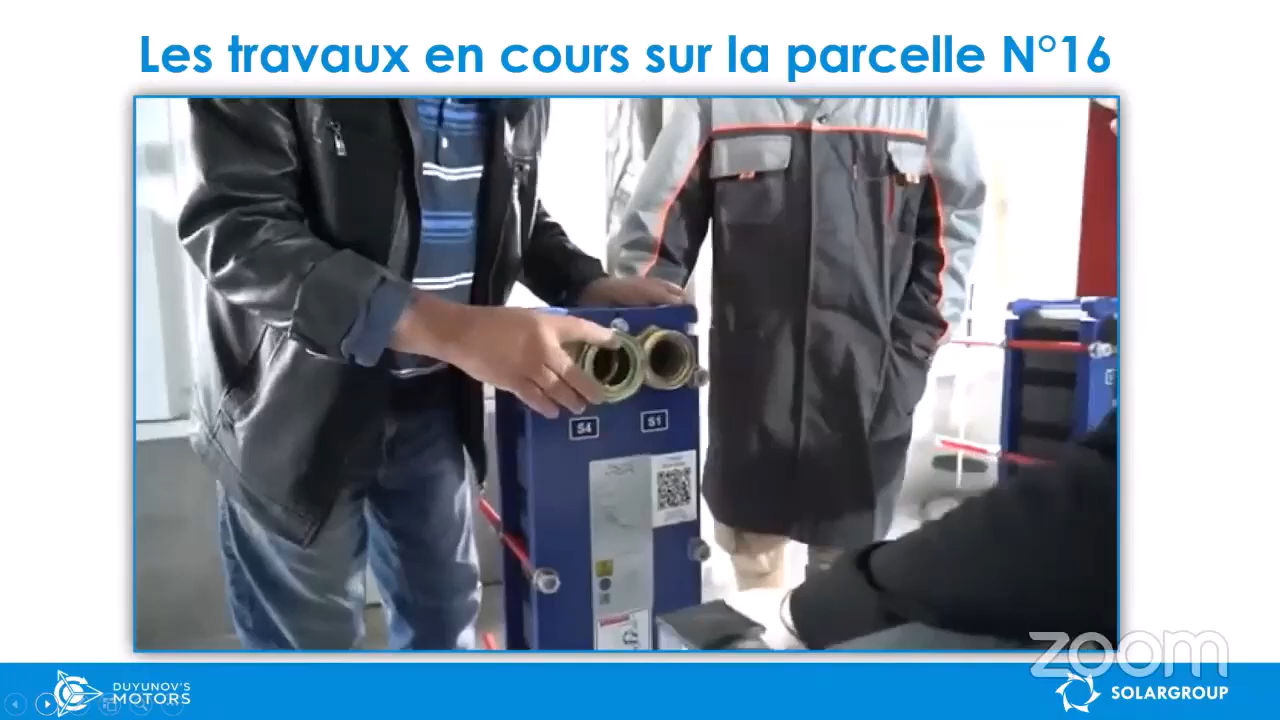 Les travaux en cours sur la parcelle N°16
S4
S1
zoom
DUYUNOV'S
MOTORS
SOLARGROUP